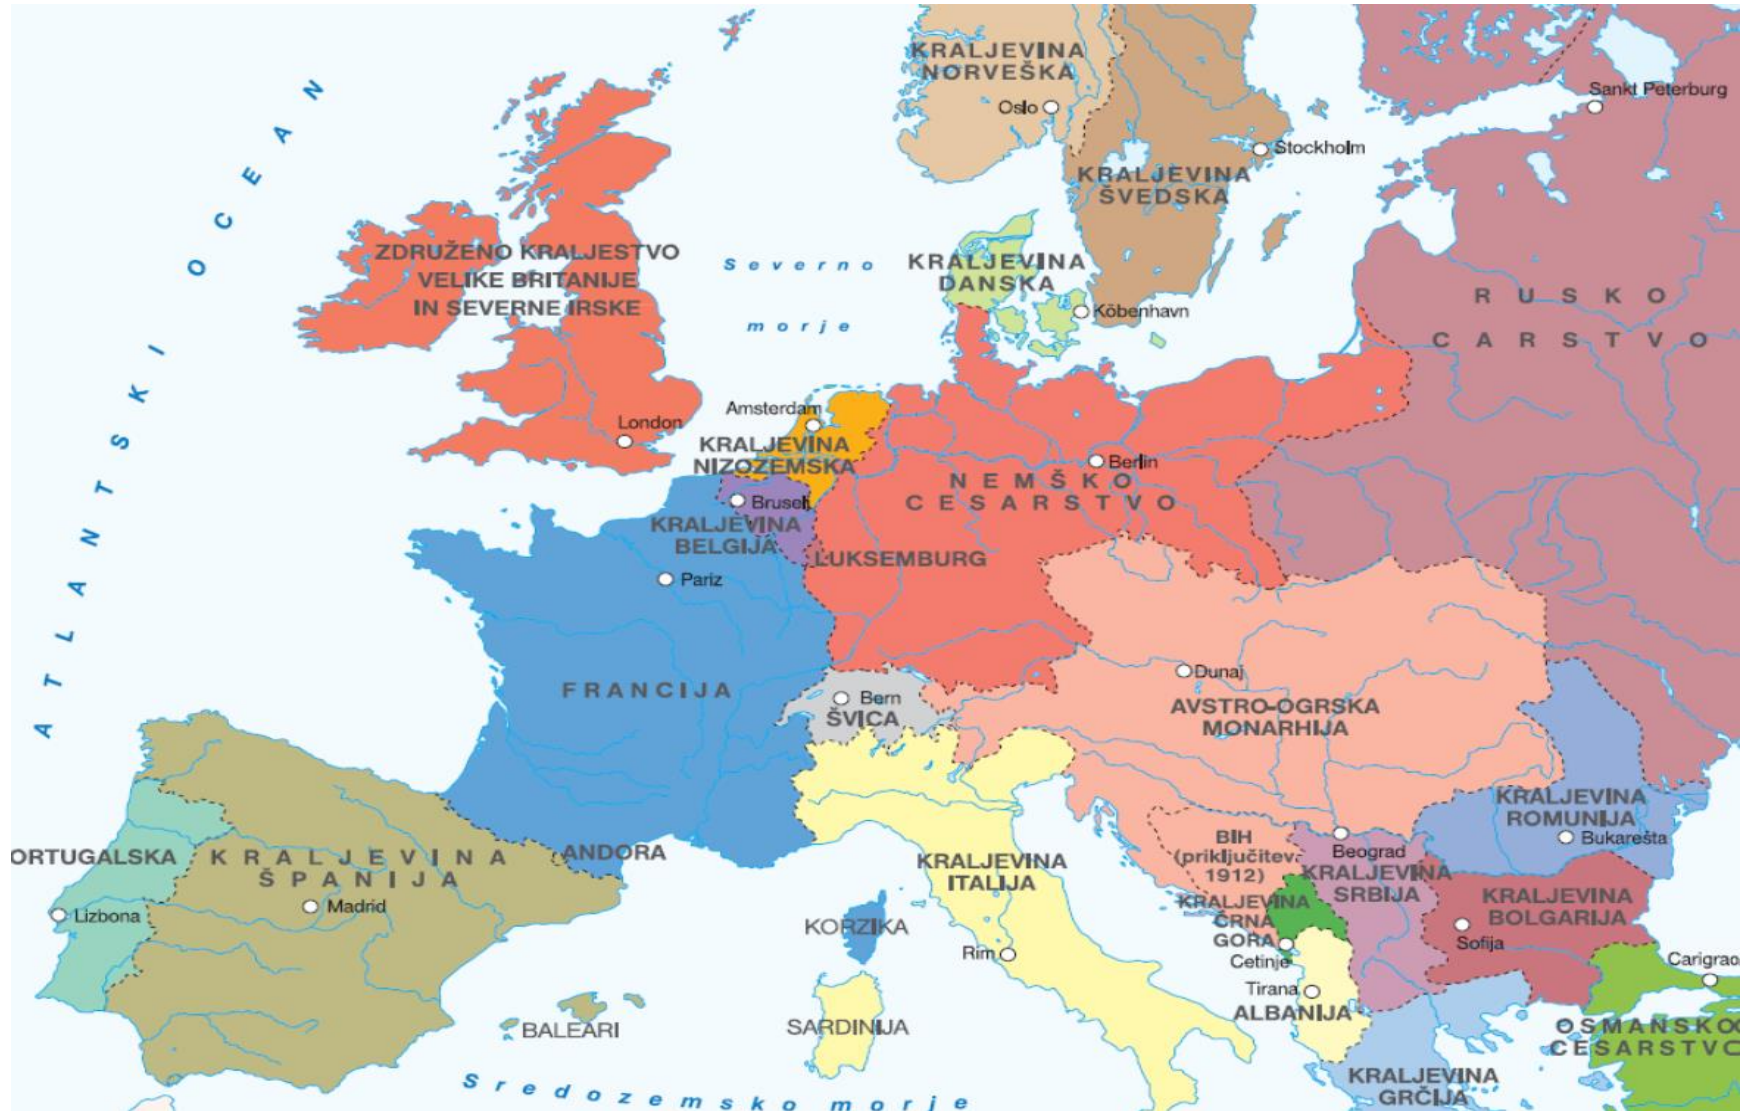 KRALJEVINA
NORVEŠKA
Oslo
Sankt Peterburg
Stockholm
KRALJEVINA
ŠVEDSKA
ATLANTSKI OCEAN
ZDRUŽENO KRALJESTVO
VELIKE BRITANIJE
IN SEVERNE IRSKE
Severno
morje
KRALJEVINA
DANSKA
Köbenhavn
RUSKO
CARSTVO
London
Amsterdam
KRALJEVINA
NIZOZEMSKA
Berlin
NEMŠKO
CESARSTVO
Bruselj
KRALJEVINA
BELGIJA
LUKSEMBURG
Pariz
FRANCIJA
Bern
ŠVICA
Dunaj
AVSTRO-OGRSKA
MONARHIJA
KRALJEVINA
ROMUNIJA
Bukarešta
BIH
(priključitev
1912)
Beograd
KRALJEVINA
SRBIJA
ORTUGALSKA
KRALJEVINA
ŠPANIJA
ANDORA
Lizbona
Madrid
KRALJEVINA
ITALIJA
KORZIKA
Rim
KRALJEVINA
ČRNA
GORA
Cetinje
KRALJEVINA
BOLGARIJA
Sofija
Carigrad
Tirana
ALBANIJA
BALEARI
SARDINIJA
OSMANSKO
CESARSTVO
KRALJEVINA
GRČIJA
Sredozemsko morje